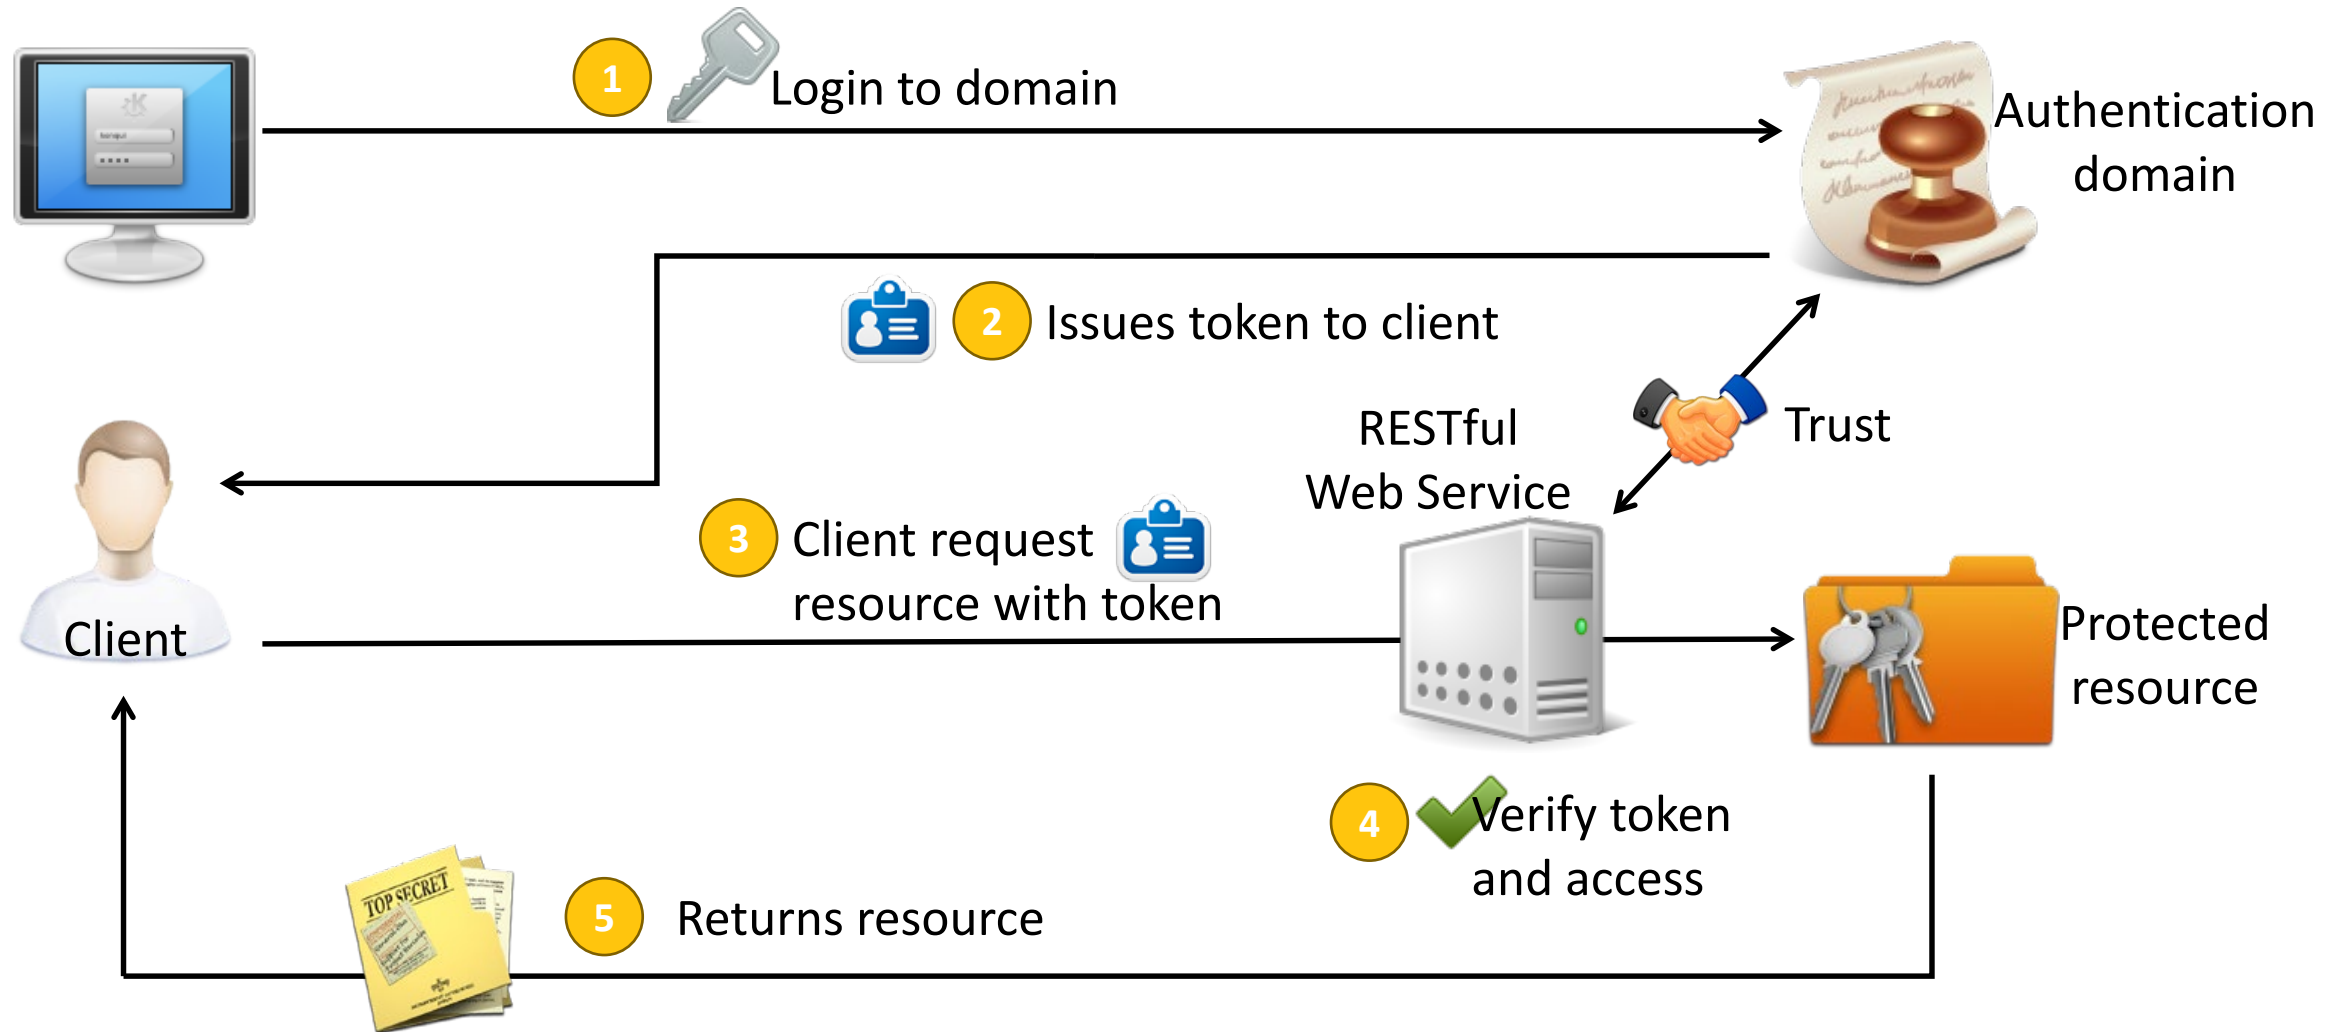 1
Login to domain
Authentication
domain
2
Issues token to client
RESTful
Web Service
Trust
3
Client request
resource with token
Client
Protected
resource
4
Verify token
and access
TOP SECRET
5
Returns resource